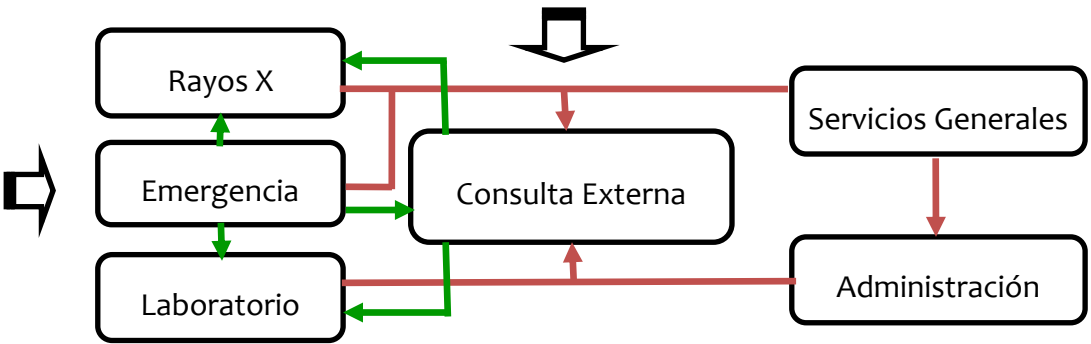 Rayos X
Servicios Generales
Emergencia
Consulta Externa
Laboratorio
Administración